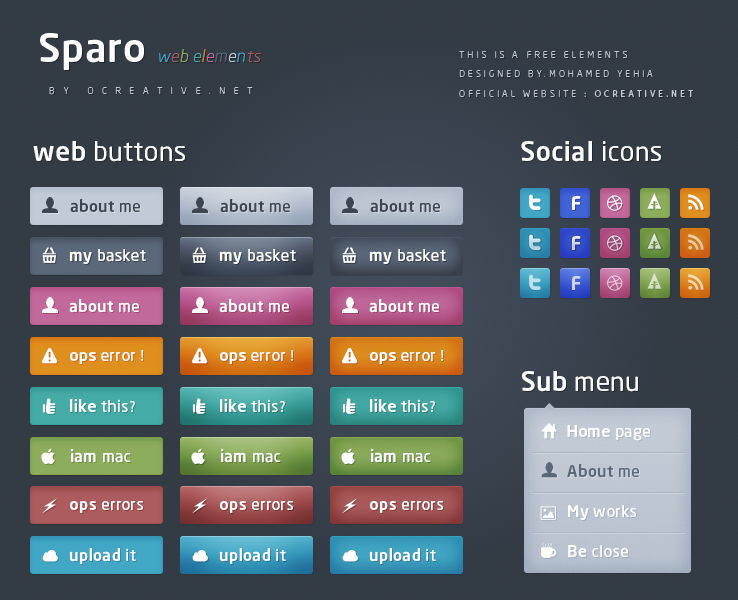 Sparo web elements
BY OCREATIVE.NET
THIS IS A FREE ELEMENTS
DESIGNED BY.MOHAMED YEHIA
OFFICIAL WEBSITE : OCREATIVE.NET
web buttons
about me about me about me
my basket my basket my basket
about me about me about me
ops error ! ops error ! ops error !
like this? like this? like this?
iam mac iam mac iam mac
ops errors ops errors ops errors
upload it upload it upload it
Social icons
Sub menu
Home page
About me
My works
Be close